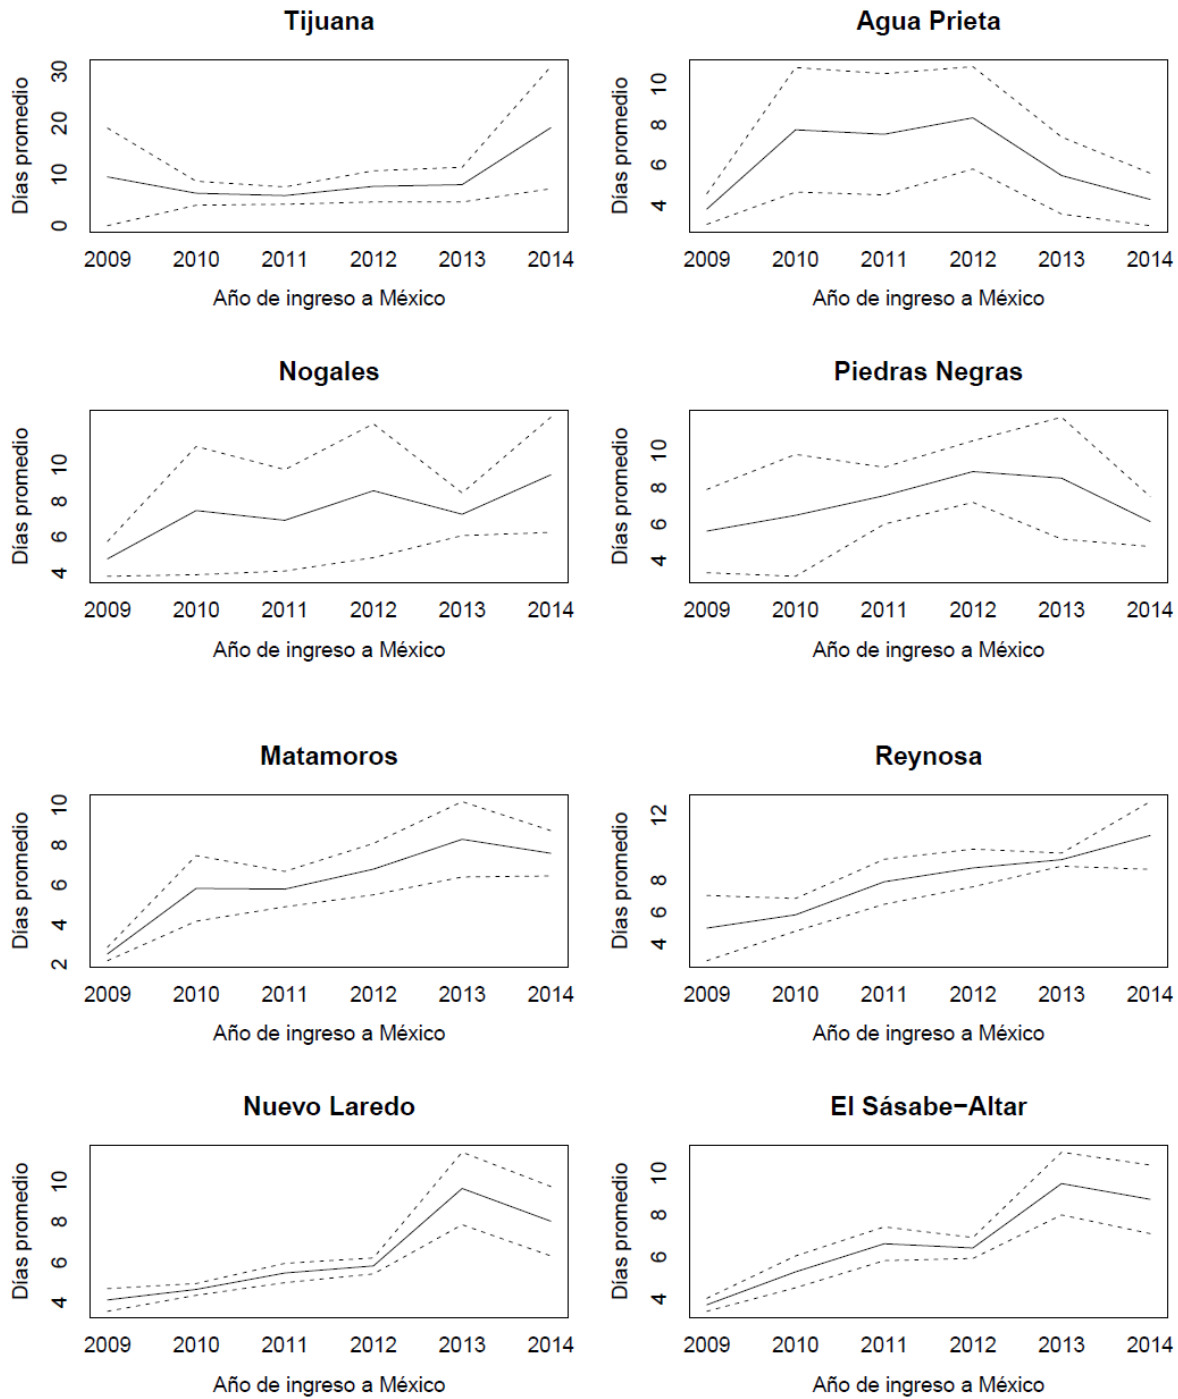 Tijuana
Días promedio
0 10 20 30
2009 2010 2011 2012 2013 2014
Año de ingreso a México
Agua Prieta
Días promedio
4 6 8 10
2009 2010 2011 2012 2013 2014
Año de ingreso a México
Nogales
Días promedio
4 6 8 10
2009 2010 2011 2012 2013 2014
Año de ingreso a México
Piedras Negras
Días promedio
4 6 8 10
2009 2010 2011 2012 2013 2014
Año de ingreso a México
Matamoros
Días promedio
2 4 6 8 10
2009 2010 2011 2012 2013 2014
Año de ingreso a México
Reynosa
Días promedio
4 6 8 12
2009 2010 2011 2012 2013 2014
Año de ingreso a México
Nuevo Laredo
Días promedio
4 6 8 10
2009 2010 2011 2012 2013 2014
Año de ingreso a México
El Sásabe−Altar
Días promedio
4 6 8 10
2009 2010 2011 2012 2013 2014
Año de ingreso a México